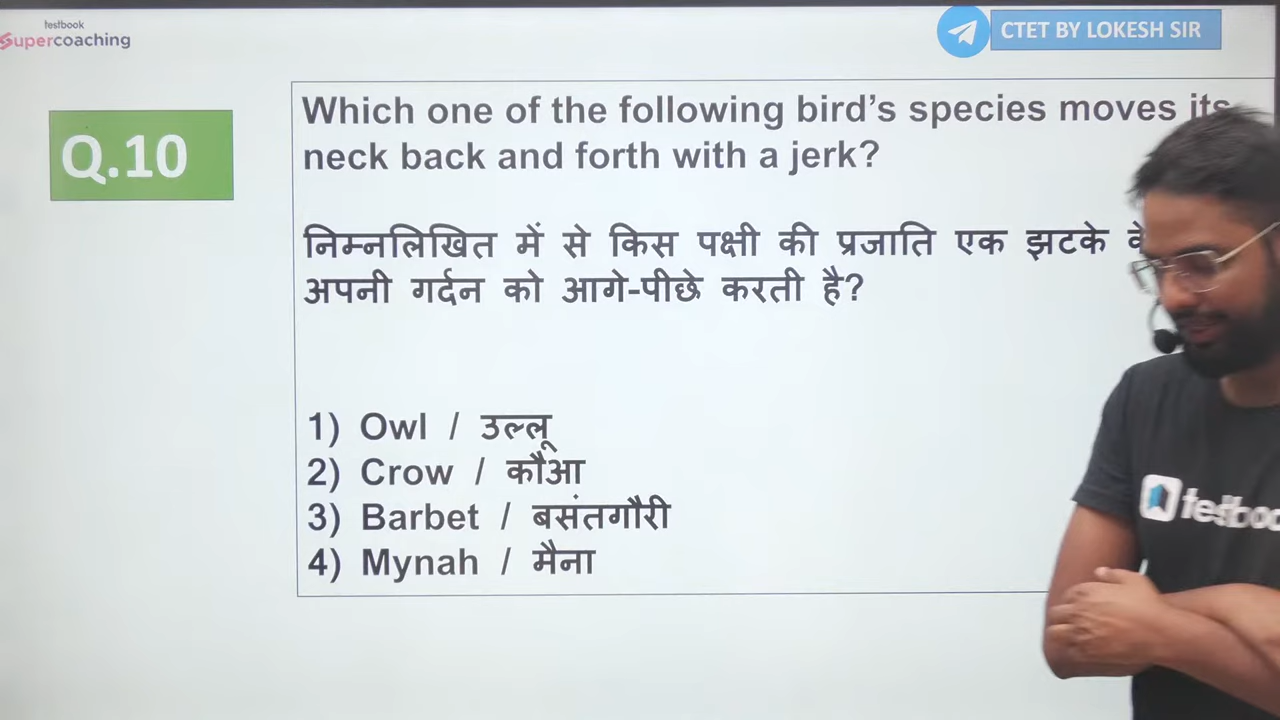 testbook
Supercoaching
CTET BY LOKESH SIR
Q.10
Which one of the following bird's species moves its
neck back and forth with a jerk?
निम्नलिखित में से किस पक्षी की प्रजाति एक झटके
अपनी गर्दन को आगे-पीछे करती है?
1) Owl / उल्लू
2) Crow / कौआ
3) Barbet / बसंतगौरी
4) Mynah / मैना